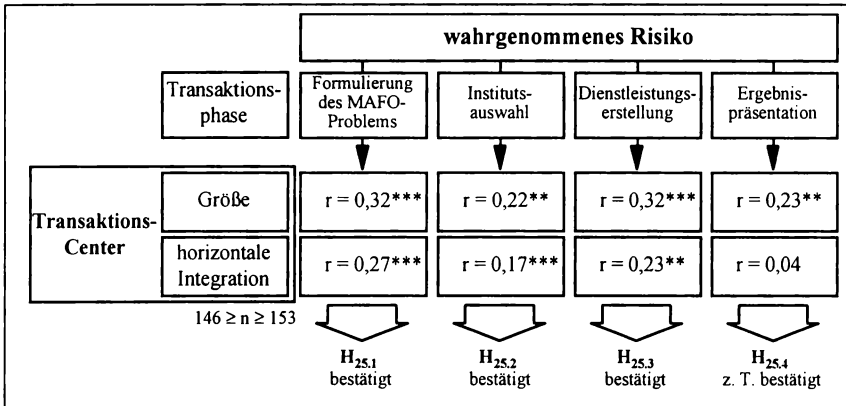 wahrgenommenes Risiko
Transaktions-
phase
Formulierung
des MAFO-
Problems
Instituts-
auswahl
Dienstleistungs-
erstellung
Ergebnis-
präsentation
Transaktions-
Center
Größe
r = 0,32***
r = 0,22**
r = 0,32***
r = 0,23**
horizontale
Integration
r = 0,27***
r = 0,17***
r = 0,23**
r = 0,04
146 ≥ n ≥ 153
H25.1
bestätigt
H25.2
bestätigt
H25.3
bestätigt
H25.4
z. T. bestätigt